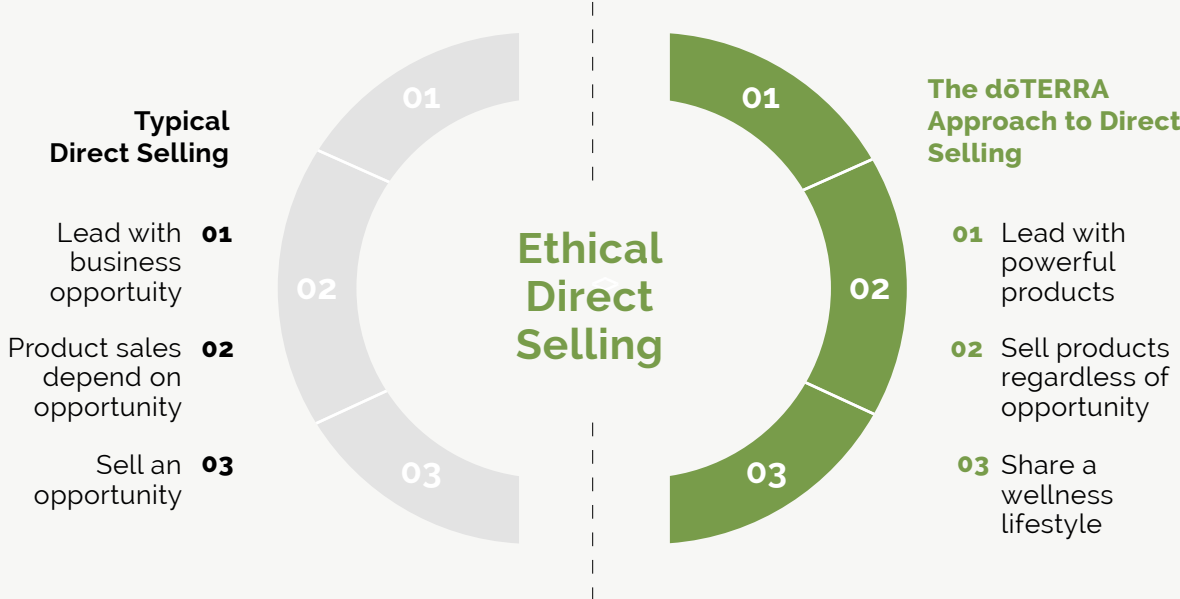 Typical
Direct Selling
Lead with 01
business
opportuity
Product sales 02
depend on
opportunity
Sell an 03
opportunity
01
02
03
Ethical
Direct
Selling
01
02
03
The dōTERRA
Approach to Direct
Selling
01 Lead with
powerful
products
02 Sell products
regardless of
opportunity
03 Share a
wellness
lifestyle